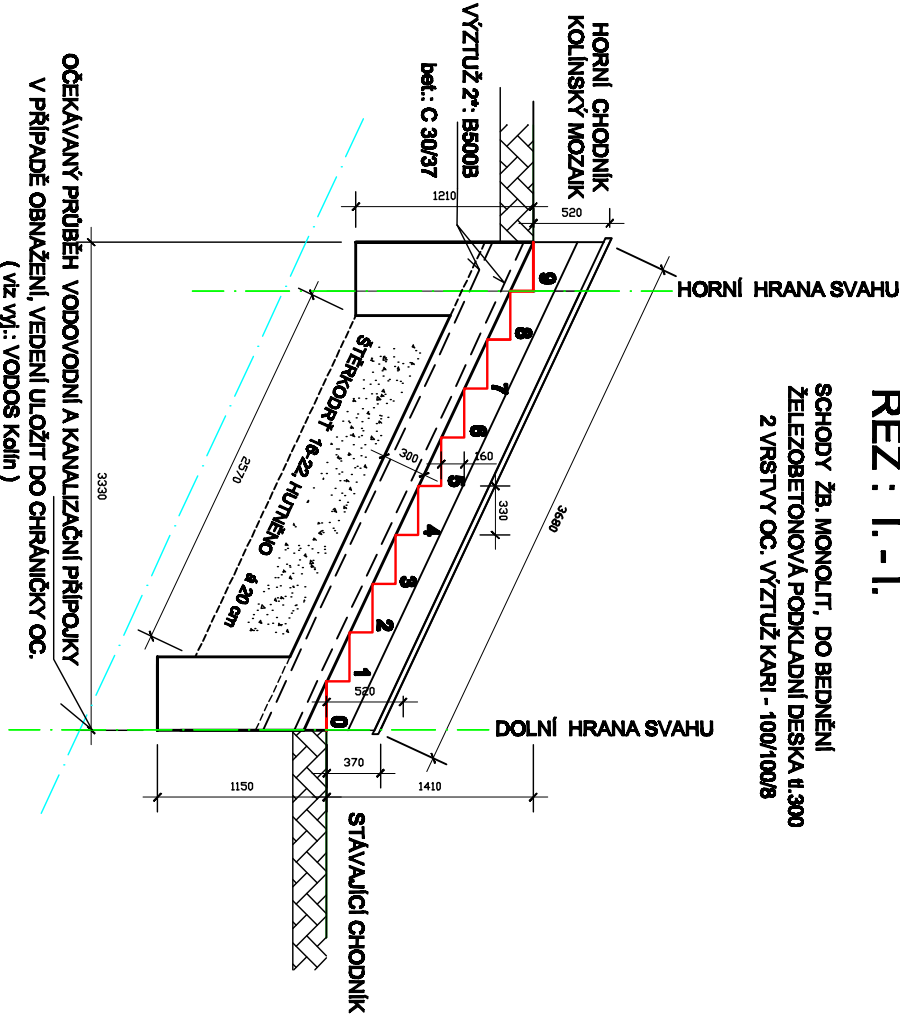 REZ : I. - I.
SCHODY ŽB. MONOLIT, DO BEDNĚNÍ
ŽELEZOBETONOVÁ PODKLADNÍ DESKA tl.300
2 VRSTVY OC. VÝZTUŽ KARI - 100/100/8
HORNÍ CHODNÍK
KOLÍNSKÝ MOZAIK
VÝZTUŽ 2*: B500B
bet.: C 30/37
HORNÍ HRANA SVAHU
DOLNÍ HRANA SVAHU
STÁVAJÍCÍ CHODNÍK
ŠTĚRKODRŤ 16-22, HUTNĚNO á 20 cm
OČEKÁVANÝ PRŮBĚH VODOVODNÍ A KANALIZAČNÍ PŘÍPOJKY
V PŘÍPADĚ OBNAŽENÍ, VEDENÍ ULOŽIT DO CHRÁNIČKY OC.
( viz vyj.: VODOS Kolín )
1210
520
9
8
7
6
5
4
3
2
1
0
300
160
330
3680
2570
3330
520
370
1150
1410